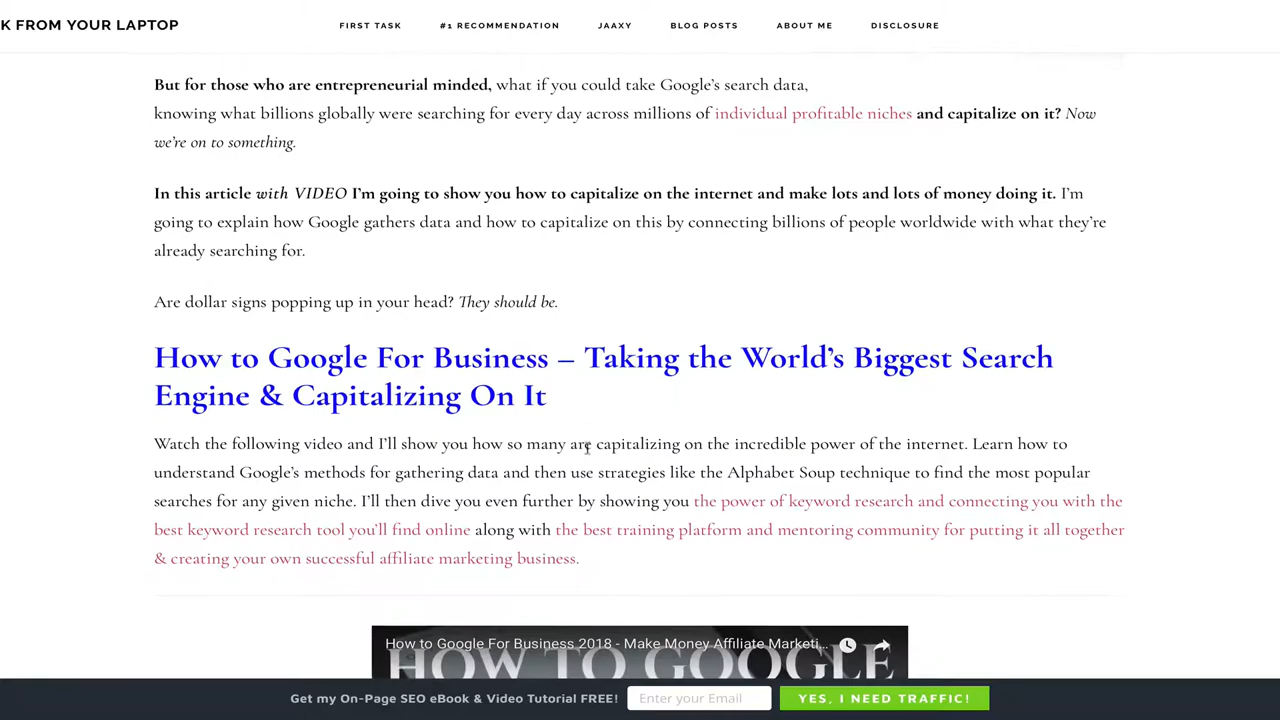 K FROM YOUR LAPTOP
FIRST TASK #1 RECOMMENDATION JAAXY BLOG POSTS ABOUT ME DISCLOSURE
But for those who are entrepreneurial minded, what if you could take Google's search data,
knowing what billions globally were searching for every day across millions of individual profitable niches and capitalize on it? Now
we're on to something.
In this article with VIDEO I'm going to show you how to capitalize on the internet and make lots and lots of money doing it. I'm
going to explain how Google gathers data and how to capitalize on this by connecting billions of people worldwide with what they're
already searching for.
Are dollar signs popping up in your head? They should be.
How to Google For Business – Taking the World's Biggest Search
Engine & Capitalizing On It
Watch the following video and I'll show you how so many are capitalizing on the incredible power of the internet. Learn how to
understand Google's methods for gathering data and then use strategies like the Alphabet Soup technique to find the most popular
searches for any given niche. I'll then dive you even further by showing you the power of keyword research and connecting you with the
best keyword research tool you'll find online along with the best training platform and mentoring community for putting it all together
& creating your own successful affiliate marketing business.
How to Google For Business 2018 - Make Money Affiliate Marketi...
HOW TO GOOGLE
Get my On-Page SEO eBook & Video Tutorial FREE! Enter your Email YES, I NEED TRAFFIC!